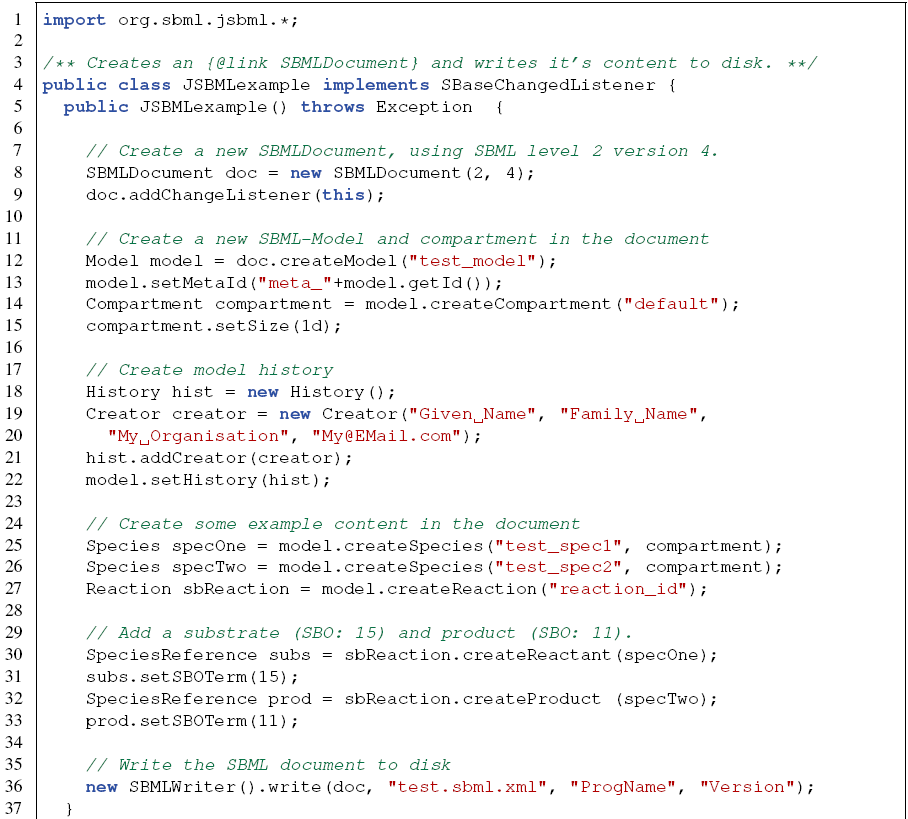 1 import org.sbml.jsbml.*;
2
3 /** Creates an {@link SBMLDocument} and writes it's content to disk. **/
4 public class JSBMLexample implements SBaseChangedListener {
5   public JSBMLexample() throws Exception  {
6
7     // Create a new SBMLDocument, using SBML level 2 version 4.
8     SBMLDocument doc = new SBMLDocument(2, 4);
9     doc.addChangeListener(this);
10
11     // Create a new SBML-Model and compartment in the document
12     Model model = doc.createModel("test_model");
13     model.setMetaId("meta_"+model.getId());
14     Compartment compartment = model.createCompartment("default");
15     compartment.setSize(1d);
16
17     // Create model history
18     History hist = new History();
19     Creator creator = new Creator("Given␣Name", "Family␣Name",
20       "My␣Organisation", "My@EMail.com");
21     hist.addCreator(creator);
22     model.setHistory(hist);
23
24     // Create some example content in the document
25     Species specOne = model.createSpecies("test_spec1", compartment);
26     Species specTwo = model.createSpecies("test_spec2", compartment);
27     Reaction sbReaction = model.createReaction("reaction_id");
28
29     // Add a substrate (SBO: 15) and product (SBO: 11).
30     SpeciesReference subs = sbReaction.createReactant(specOne);
31     subs.setSBOTerm(15);
32     SpeciesReference prod = sbReaction.createProduct (specTwo);
33     prod.setSBOTerm(11);
34
35     // Write the SBML document to disk
36     new SBMLWriter().write(doc, "test.sbml.xml", "ProgName", "Version");
37   }